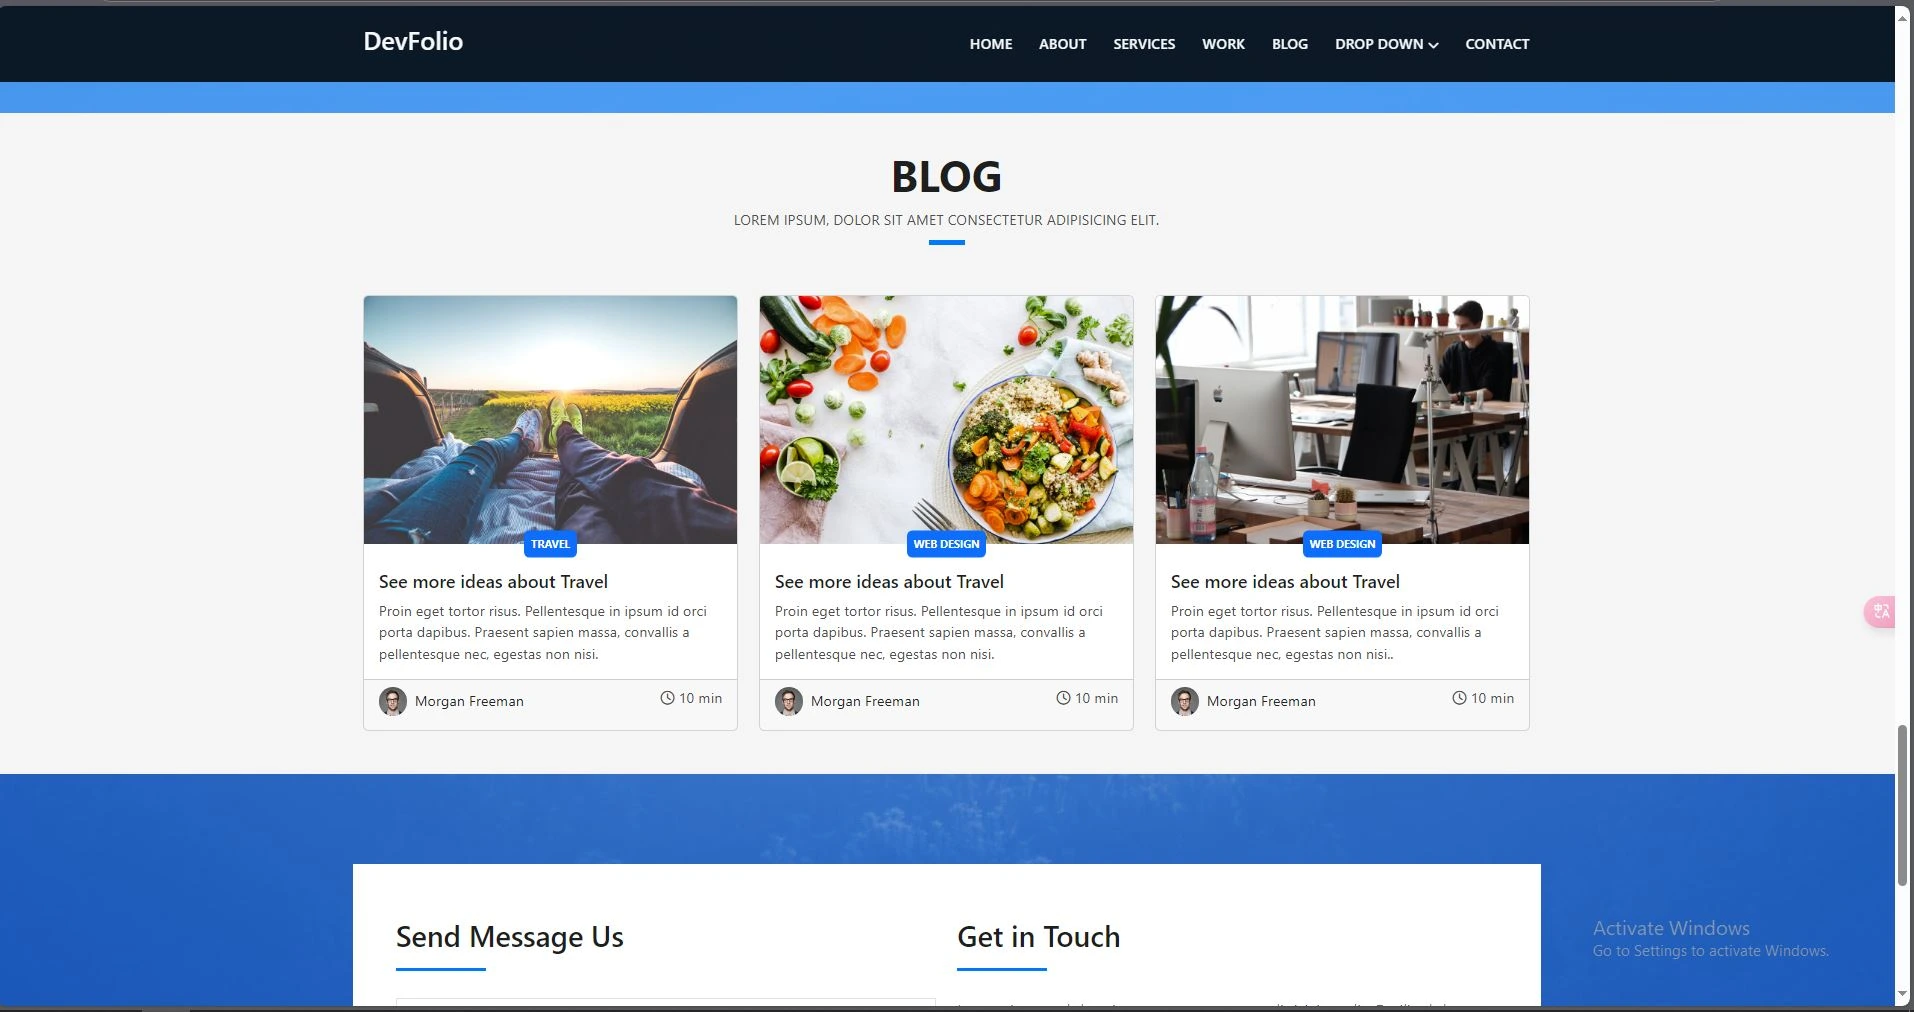 DevFolio
HOME ABOUT SERVICES WORK BLOG DROP DOWN CONTACT
BLOG
LOREM IPSUM, DOLOR SIT AMET CONSECTETUR ADIPISICING ELIT.
TRAVEL
See more ideas about Travel
Proin eget tortor risus. Pellentesque in ipsum id orci
porta dapibus. Praesent sapien massa, convallis a
pellentesque nec, egestas non nisi.
Morgan Freeman 10 min
WEB DESIGN
See more ideas about Travel
Proin eget tortor risus. Pellentesque in ipsum id orci
porta dapibus. Praesent sapien massa, convallis a
pellentesque nec, egestas non nisi.
Morgan Freeman 10 min
WEB DESIGN
See more ideas about Travel
Proin eget tortor risus. Pellentesque in ipsum id orci
porta dapibus. Praesent sapien massa, convallis a
pellentesque nec, egestas non nisi..
Morgan Freeman 10 min
Send Message Us
Get in Touch
Activate Windows
Go to Settings to activate Windows.